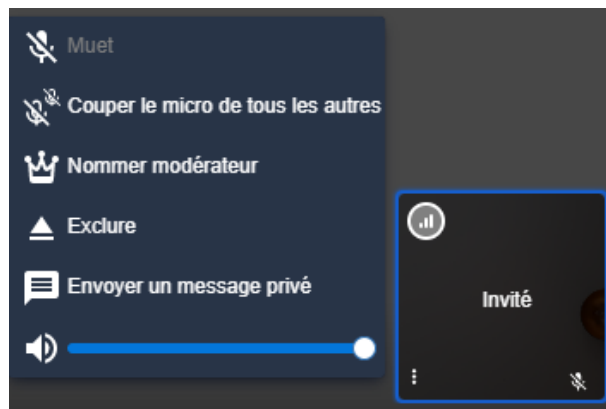 Muet
Couper le micro de tous les autres
Nommer modérateur
Exclure
Envoyer un message privé
Invité